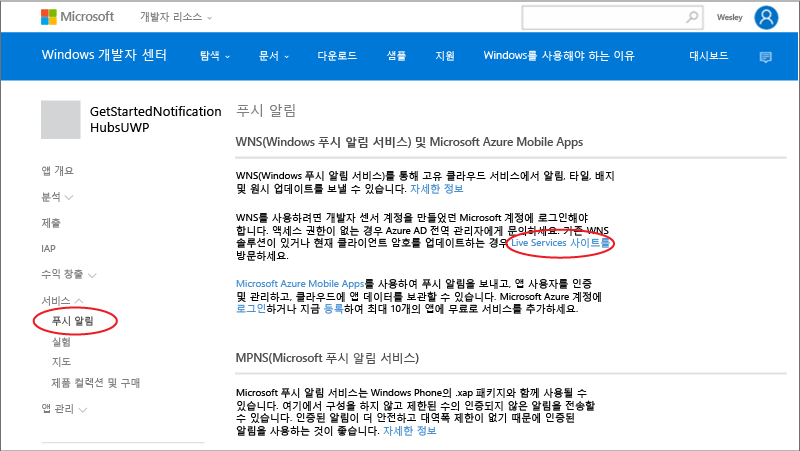 Microsoft 개발자 리소스
Wesley
Windows 개발자 센터 탐색 문서 다운로드 샘플 지원 Windows를 사용해야 하는 이유 대시보드
GetStartedNotification
HubsUWP
앱 개요
분석
제출
IAP
수익 창출
서비스
푸시 알림
실험
지도
제품 컬렉션 및 구매
앱 관리
푸시 알림
WNS(Windows 푸시 알림 서비스) 및 Microsoft Azure Mobile Apps
WNS(Windows 푸시 알림 서비스)를 통해 고유 클라우드 서비스에서 알림, 타일, 배지
및 원시 업데이트를 보낼 수 있습니다. 자세한 정보
WNS를 사용하려면 개발자 센서 계정을 만들었던 Microsoft 계정에 로그인해야
합니다. 액세스 권한이 없는 경우 Azure AD 전역 관리자에게 문의하세요. 기존 WNS
솔루션이 있거나 현재 클라이언트 암호를 업데이트하는 경우 Live Services 사이트를
방문하세요.
Microsoft Azure Mobile Apps를 사용하여 푸시 알림을 보내고, 앱 사용자를 인증
및 관리하고, 클라우드에 앱 데이터를 보관할 수 있습니다. Microsoft Azure 계정에
로그인하거나 지금 등록하여 최대 10개의 앱에 무료로 서비스를 추가하세요.
MPNS(Microsoft 푸시 알림 서비스)
Microsoft 푸시 알림 서비스는 Windows Phone의 .xap 패키지와 함께 사용될 수
있습니다. 여기에서 구성을 하지 않고 제한된 수의 인증되지 않은 알림을 전송할
수 있습니다. 인증된 알림이 더 안전하고 대역폭 제한이 없기 때문에 인증된
알림을 사용하는 것이 좋습니다. 자세한 정보